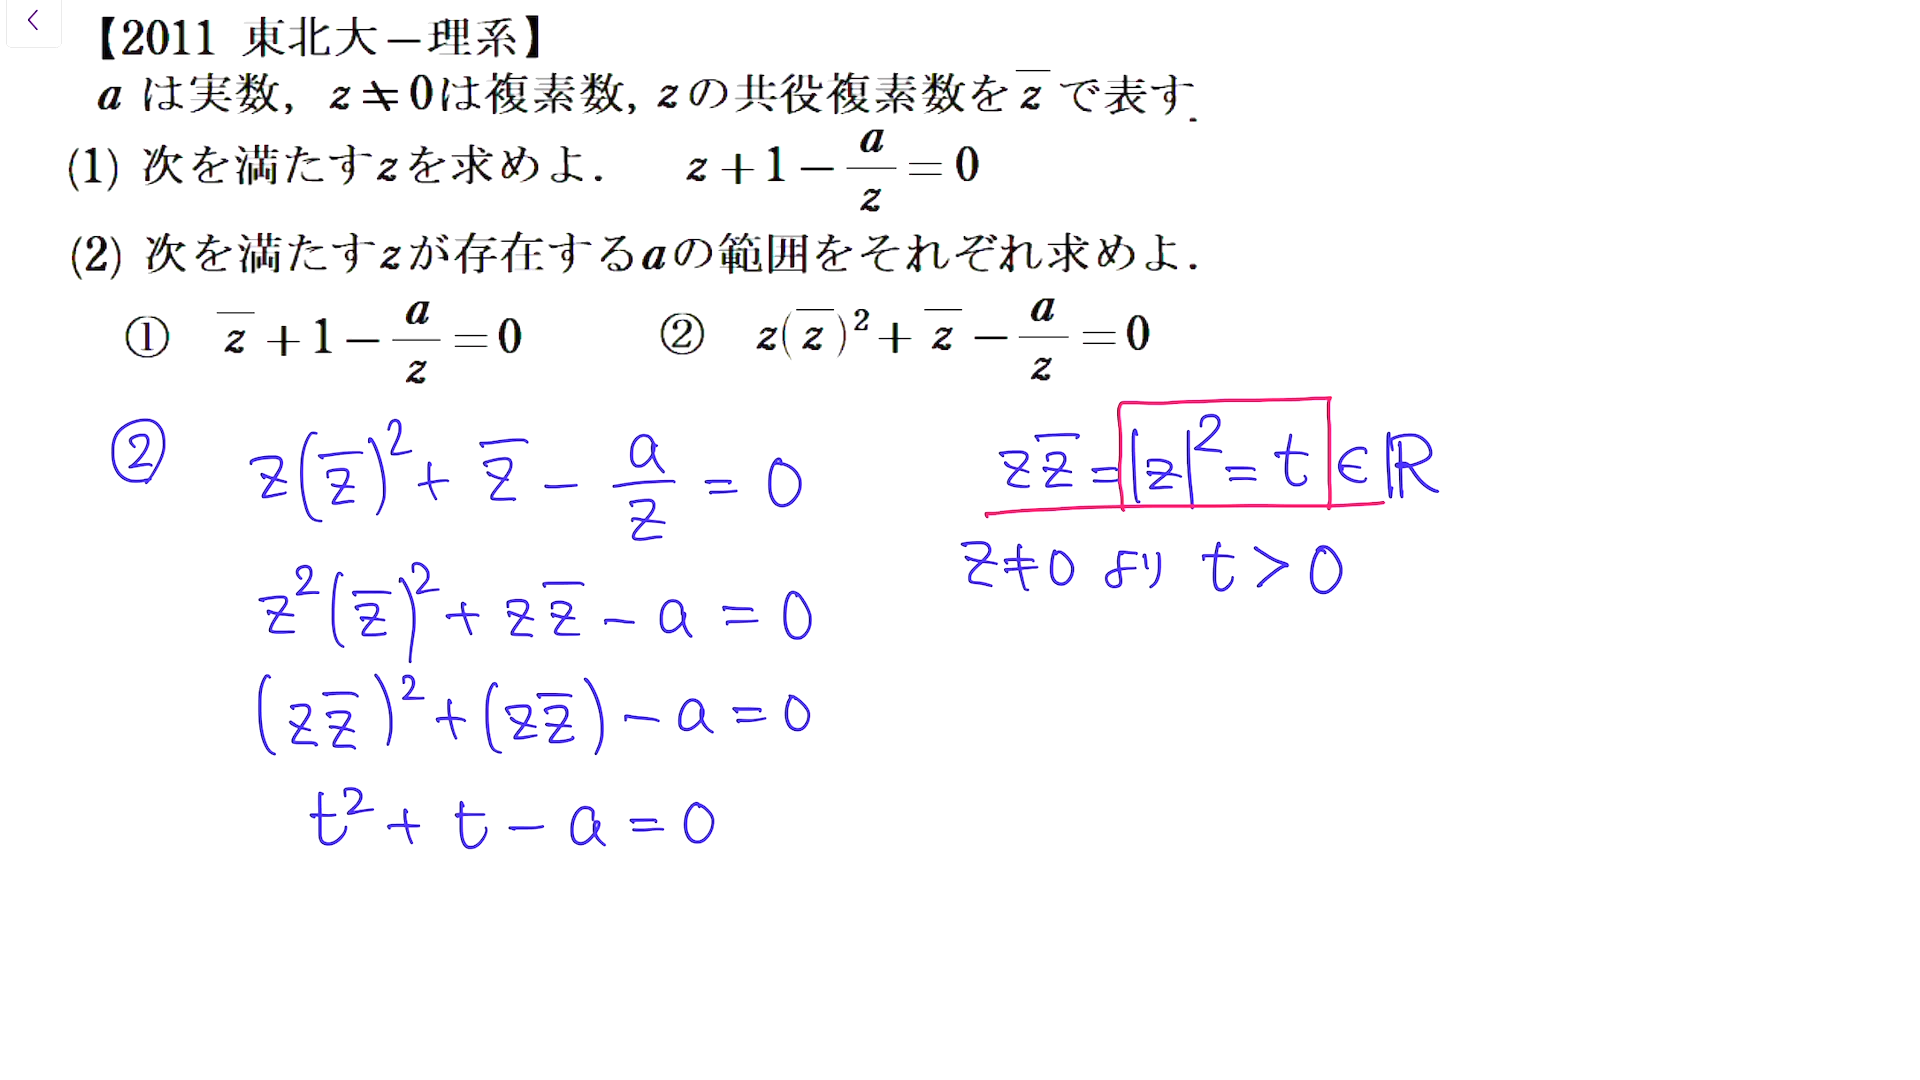 【2011 東北大－理系】
a は実数, z≠0は複素数, zの共役複素数を z̅ で表す.
(1) 次を満たすzを求めよ. z+1－a/z=0
(2) 次を満たすzが存在するaの範囲をそれぞれ求めよ.
① z̅+1－a/z=0 ② z(z̅)²+z̅－a/z=0
② z(z̅)²+z̅－a/z=0 zz̅=|z|²=t∈ℝ
z²(z̅)²+zz̅－a=0 z≠0 より t>0
(zz̅)²+(zz̅)－a=0
t²+t－a=0